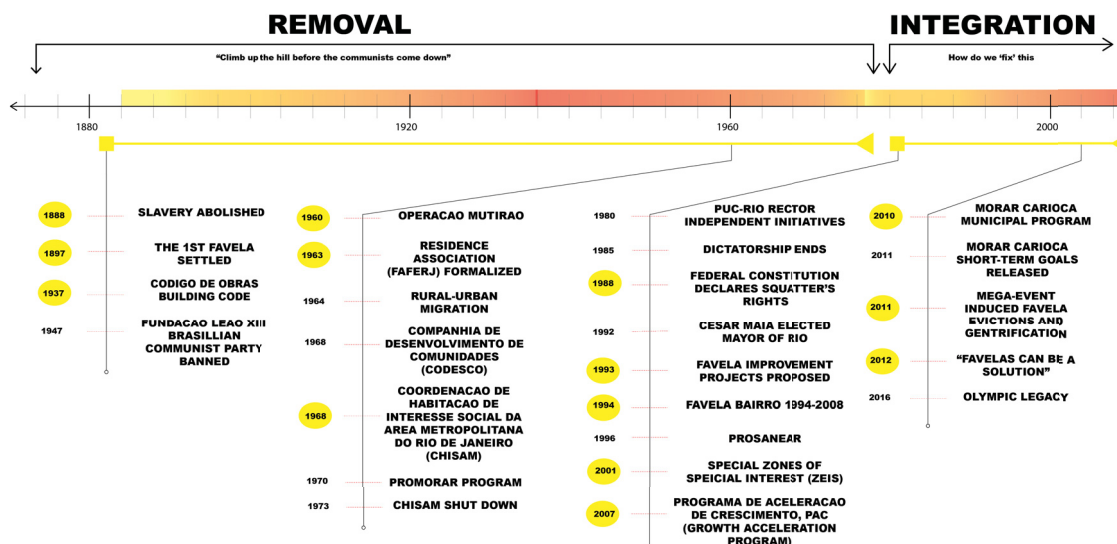 REMOVAL
INTEGRATION
“Climb up the hill before the communists come down”
How do we ‘fix’ this
1880
1920
1960
2000
1888
SLAVERY ABOLISHED
1897
THE 1ST FAVELA
SETTLED
1937
CODIGO DE OBRAS
BUILDING CODE
1947
FUNDACAO LEAO XIII
BRASILLIAN
COMMUNIST PARTY
BANNED
1960
OPERACAO MUTIRAO
1963
RESIDENCE
ASSOCIATION
(FAFERJ) FORMALIZED
1964
RURAL-URBAN
MIGRATION
1968
COMPANHIA DE
DESENVOLVIMENTO DE
COMUNIDADES
(CODESCO)
1968
COORDENACAO DE
HABITACAO DE
INTERESSE SOCIAL DA
AREA METROPOLITANA
DO RIO DE JANEIRO
(CHISAM)
1970
PROMORAR PROGRAM
1973
CHISAM SHUT DOWN
1980
PUC-RIO RECTOR
INDEPENDENT INITIATIVES
1985
DICTATORSHIP ENDS
1988
FEDERAL CONSTITUTION
DECLARES SQUATTER’S
RIGHTS
1992
CESAR MAIA ELECTED
MAYOR OF RIO
1993
FAVELA IMPROVEMENT
PROJECTS PROPOSED
1994
FAVELA BAIRRO 1994-2008
1996
PROSANEAR
2001
SPECIAL ZONES OF
SPEICIAL INTEREST (ZEIS)
2007
PROGRAMA DE ACELERACAO
DE CRESCIMENTO, PAC
(GROWTH ACCELERATION
PROGRAM)
2010
MORAR CARIOCA
MUNICIPAL PROGRAM
2011
MORAR CARIOCA
SHORT-TERM GOALS
RELEASED
2011
MEGA-EVENT
INDUCED FAVELA
EVICTIONS AND
GENTRIFICATION
2012
“FAVELAS CAN BE A
SOLUTION”
2016
OLYMPIC LEGACY